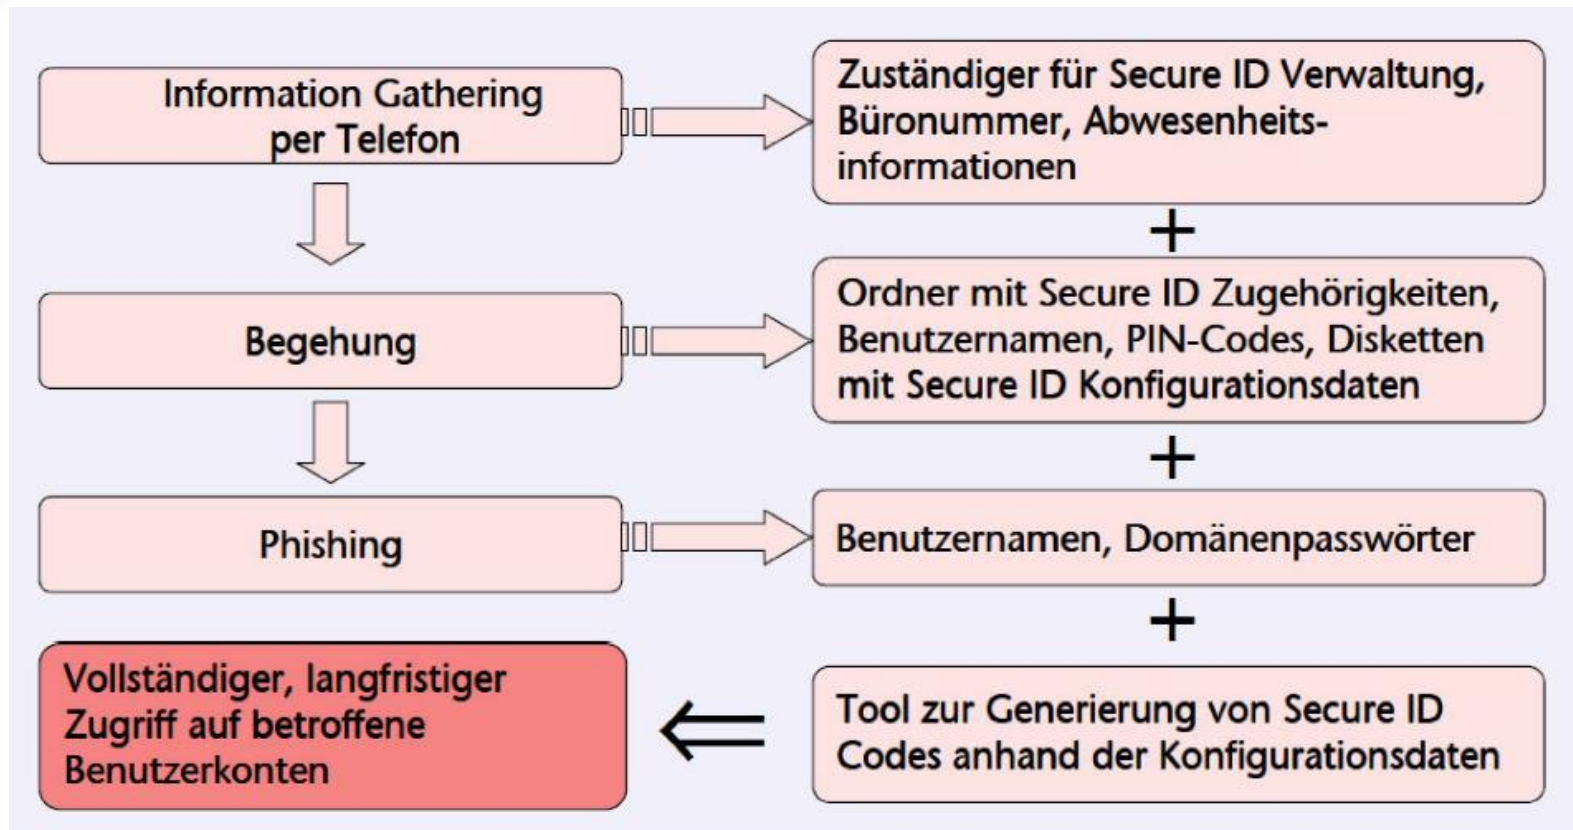 Information Gathering
per Telefon
Zuständiger für Secure ID Verwaltung,
Büronummer, Abwesenheits-
informationen
+
Begehung
Ordner mit Secure ID Zugehörigkeiten,
Benutzernamen, PIN-Codes, Disketten
mit Secure ID Konfigurationsdaten
+
Phishing
Benutzernamen, Domänenpasswörter
+
Vollständiger, langfristiger
Zugriff auf betroffene
Benutzerkonten
Tool zur Generierung von Secure ID
Codes anhand der Konfigurationsdaten